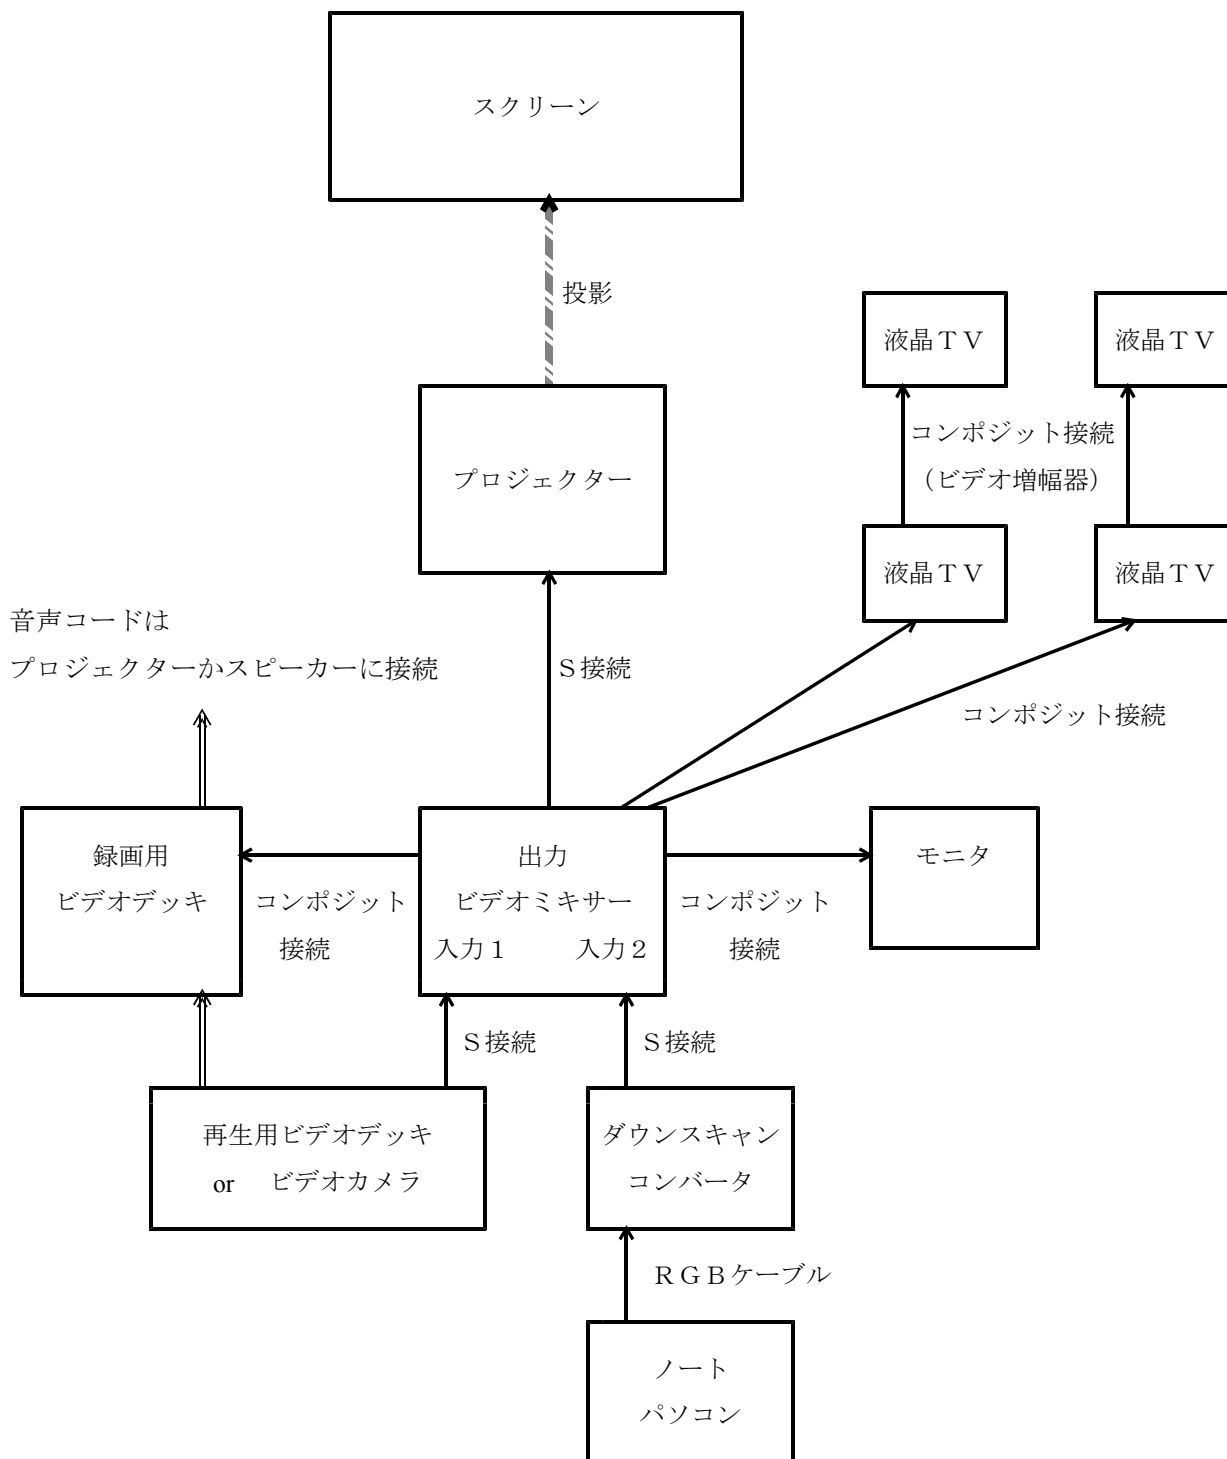 スクリーン
投影
液晶ＴＶ
液晶ＴＶ
コンポジット接続
（ビデオ増幅器）
プロジェクター
液晶ＴＶ
液晶ＴＶ
音声コードは
プロジェクターかスピーカーに接続
Ｓ接続
コンポジット接続
録画用
ビデオデッキ
コンポジット
接続
出力
ビデオミキサー
入力１　　入力２
コンポジット
接続
モニタ
Ｓ接続
Ｓ接続
再生用ビデオデッキ
or　ビデオカメラ
ダウンスキャン
コンバータ
ＲＧＢケーブル
ノート
パソコン